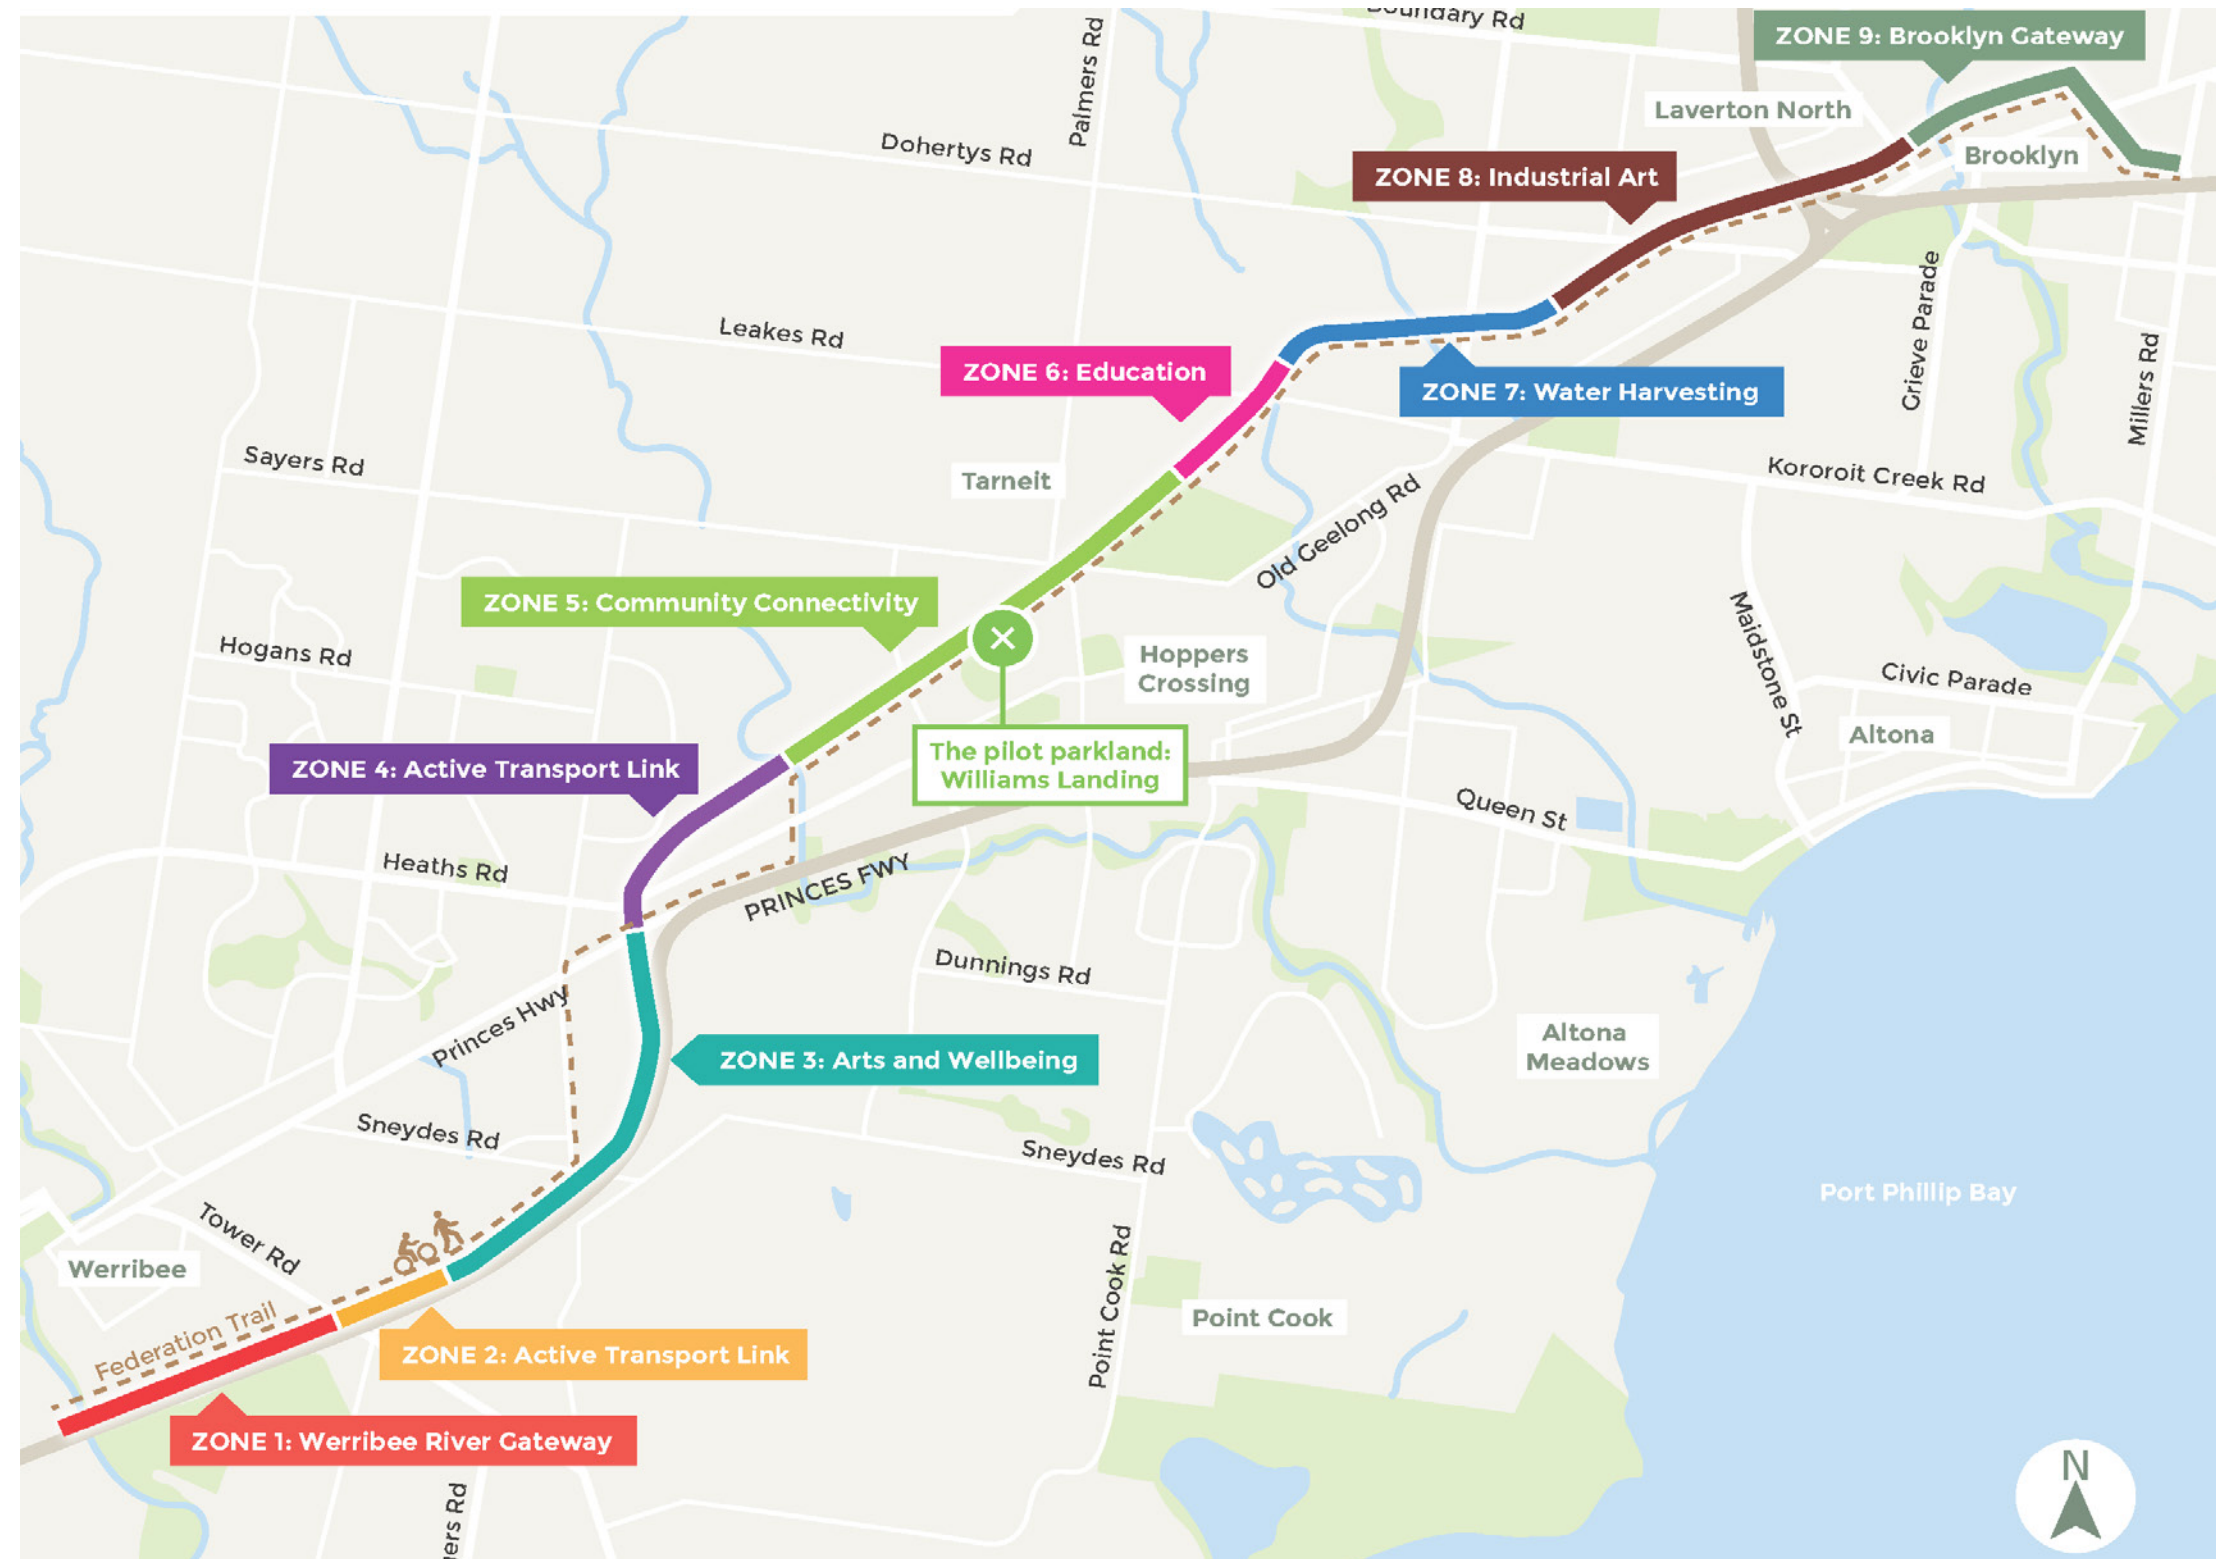 Boundary Rd
ZONE 9: Brooklyn Gateway
Palmers Rd
Laverton North
Dohertys Rd
Brooklyn
ZONE 8: Industrial Art
Grieve Parade
Leakes Rd
Millers Rd
ZONE 6: Education
ZONE 7: Water Harvesting
Sayers Rd
Tarneit
Kororoit Creek Rd
Old Geelong Rd
ZONE 5: Community Connectivity
Maidstone St
Hogans Rd
Hoppers
Crossing
Civic Parade
Altona
ZONE 4: Active Transport Link
The pilot parkland:
Williams Landing
Queen St
Heaths Rd
PRINCES FWY
Dunnings Rd
Princes Hwy
Altona
Meadows
ZONE 3: Arts and Wellbeing
Sneydes Rd
Sneydes Rd
Port Phillip Bay
Tower Rd
Werribee
Point Cook Rd
Point Cook
Federation Trail
ZONE 2: Active Transport Link
ZONE 1: Werribee River Gateway
N
ers Rd